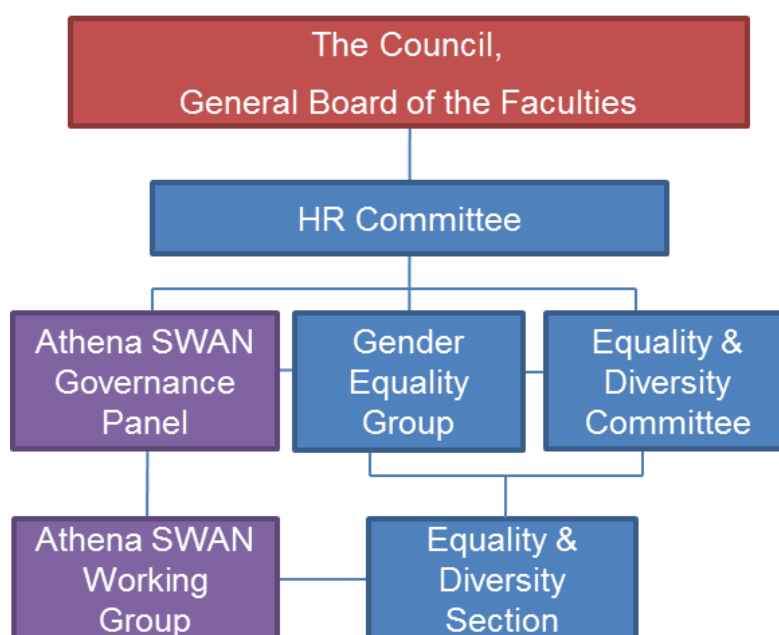 The Council,
General Board of the Faculties
HR Committee
Athena SWAN
Governance
Panel
Gender
Equality
Group
Equality &
Diversity
Committee
Athena SWAN
Working
Group
Equality &
Diversity
Section